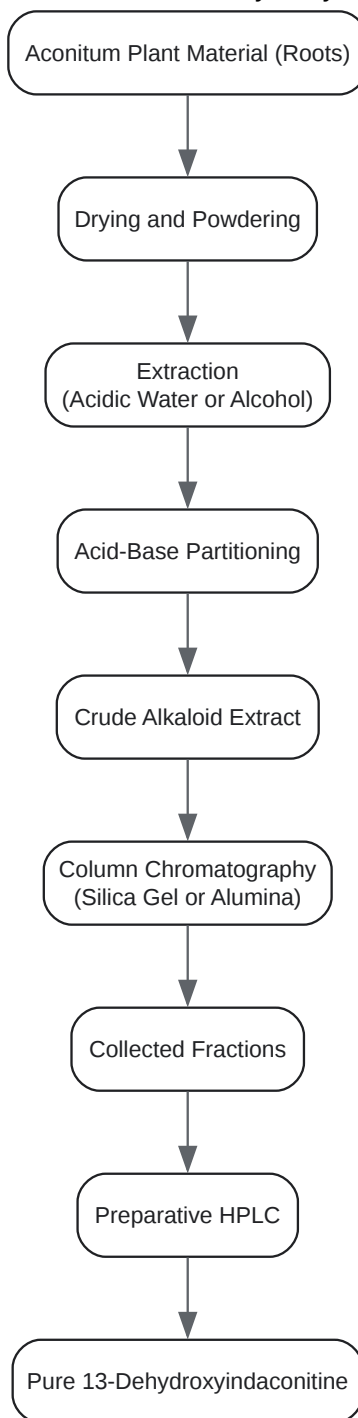 Aconitum Plant Material (Roots)
Drying and Powdering
Extraction
(Acidic Water or Alcohol)
Acid-Base Partitioning
Crude Alkaloid Extract
Column Chromatography
(Silica Gel or Alumina)
Collected Fractions
Preparative HPLC
Pure 13-Dehydroxyindaconitine